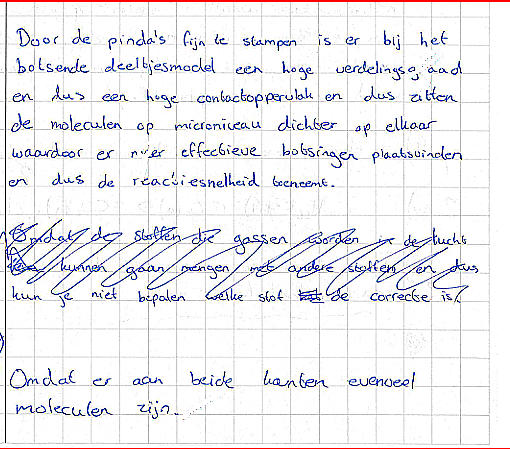 Door de pinda's fijn te stampen is er bij het
botsende deeltjesmodel een hoge verdelingsgraad
en dus een hoge contactoppervlak en dus zitten
de moleculen op microniveau dichter op elkaar
waardoor er meer effectieve botsingen plaatsvinden
en dus de reactiesnelheid toeneemt.
Omdat de stoffen die gassen worden in de lucht
kunnen gaan mengen met andere stoffen en dus
kun je niet bepalen welke stof de correcte is.
Omdat er aan beide kanten evenveel
moleculen zijn.